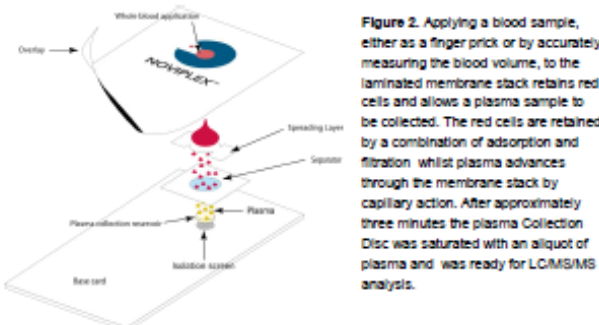 Whole blood application
Overlay
NOVIPLEX™
Spreading Layer
Separator
Plasma
Plasma collection reservoir
Isolation screen
Base card
Figure 2. Applying a blood sample,
either as a finger prick or by accurately
measuring the blood volume, to the
laminated membrane stack retains red
cells and allows a plasma sample to
be collected. The red cells are retained
by a combination of adsorption and
filtration whilst plasma advances
through the membrane stack by
capillary action. After approximately
three minutes the plasma Collection
Disc was saturated with an aliquot of
plasma and was ready for LC/MS/MS
analysis.